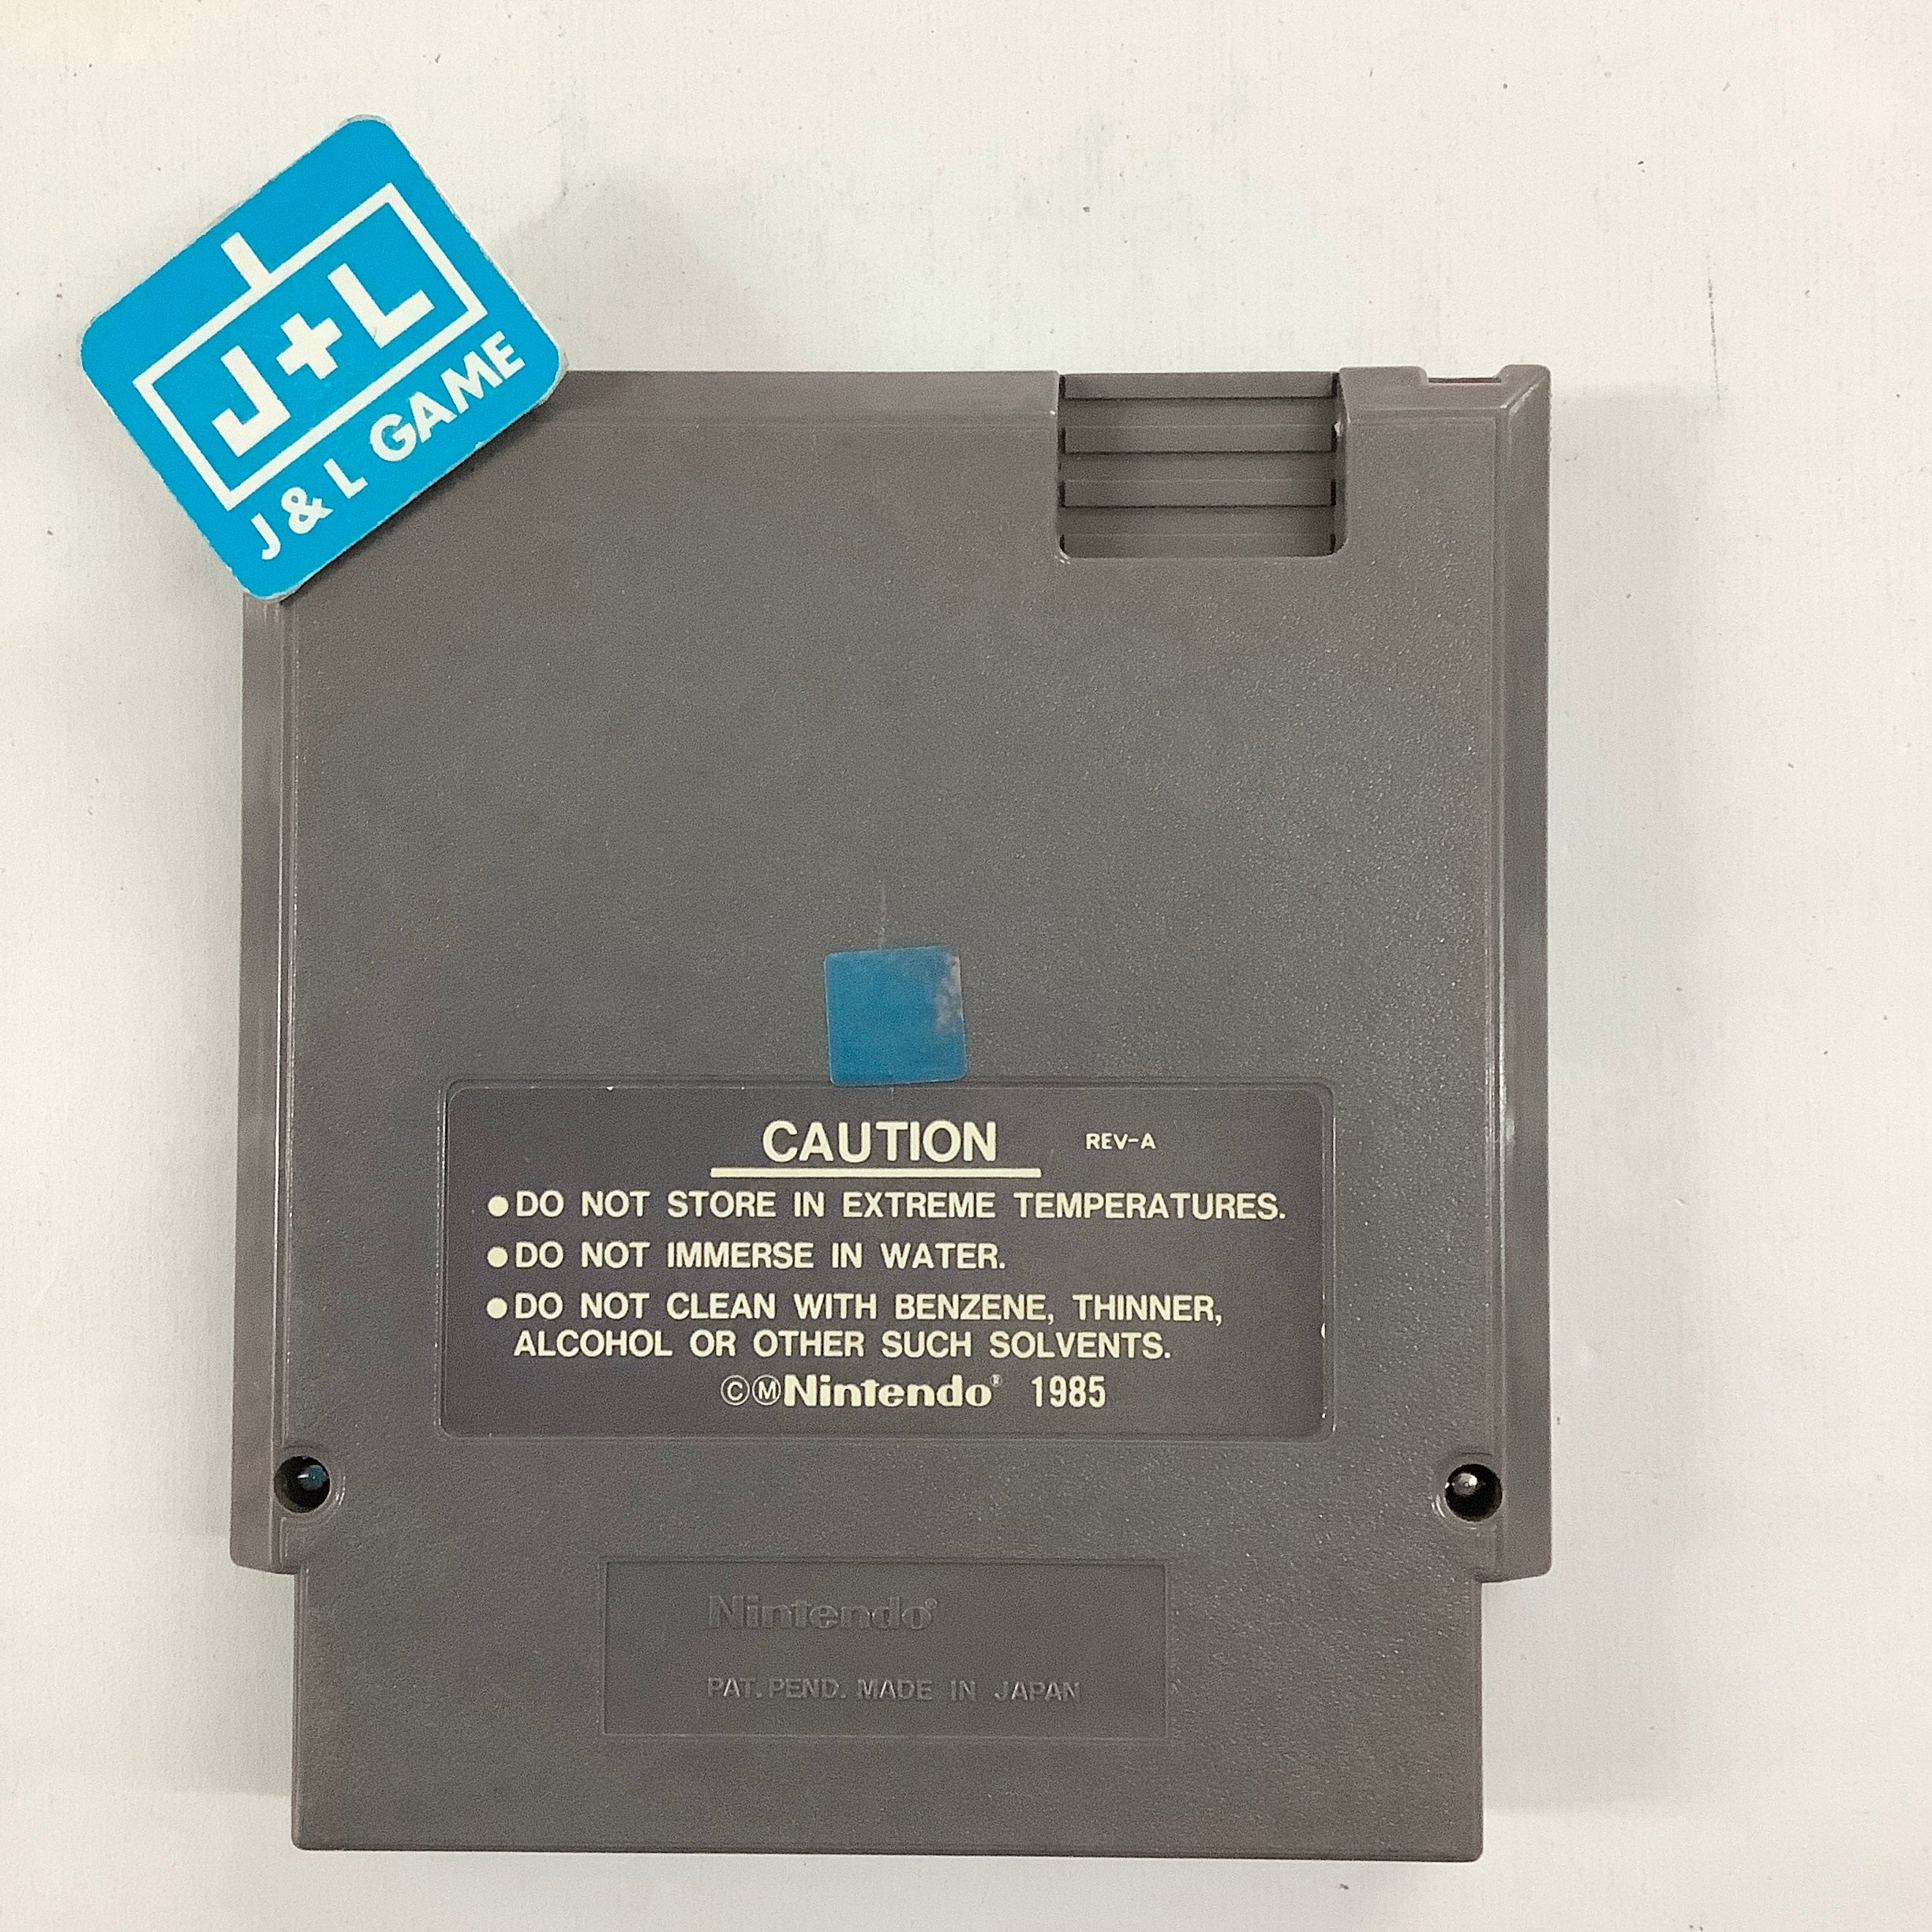 J+L
J & L GAME
CAUTION REV-A
●DO NOT STORE IN EXTREME TEMPERATURES.
●DO NOT IMMERSE IN WATER.
●DO NOT CLEAN WITH BENZENE, THINNER,
ALCOHOL OR OTHER SUCH SOLVENTS.
©ⓂNintendo® 1985
Nintendo®
PAT. PEND. MADE IN JAPAN